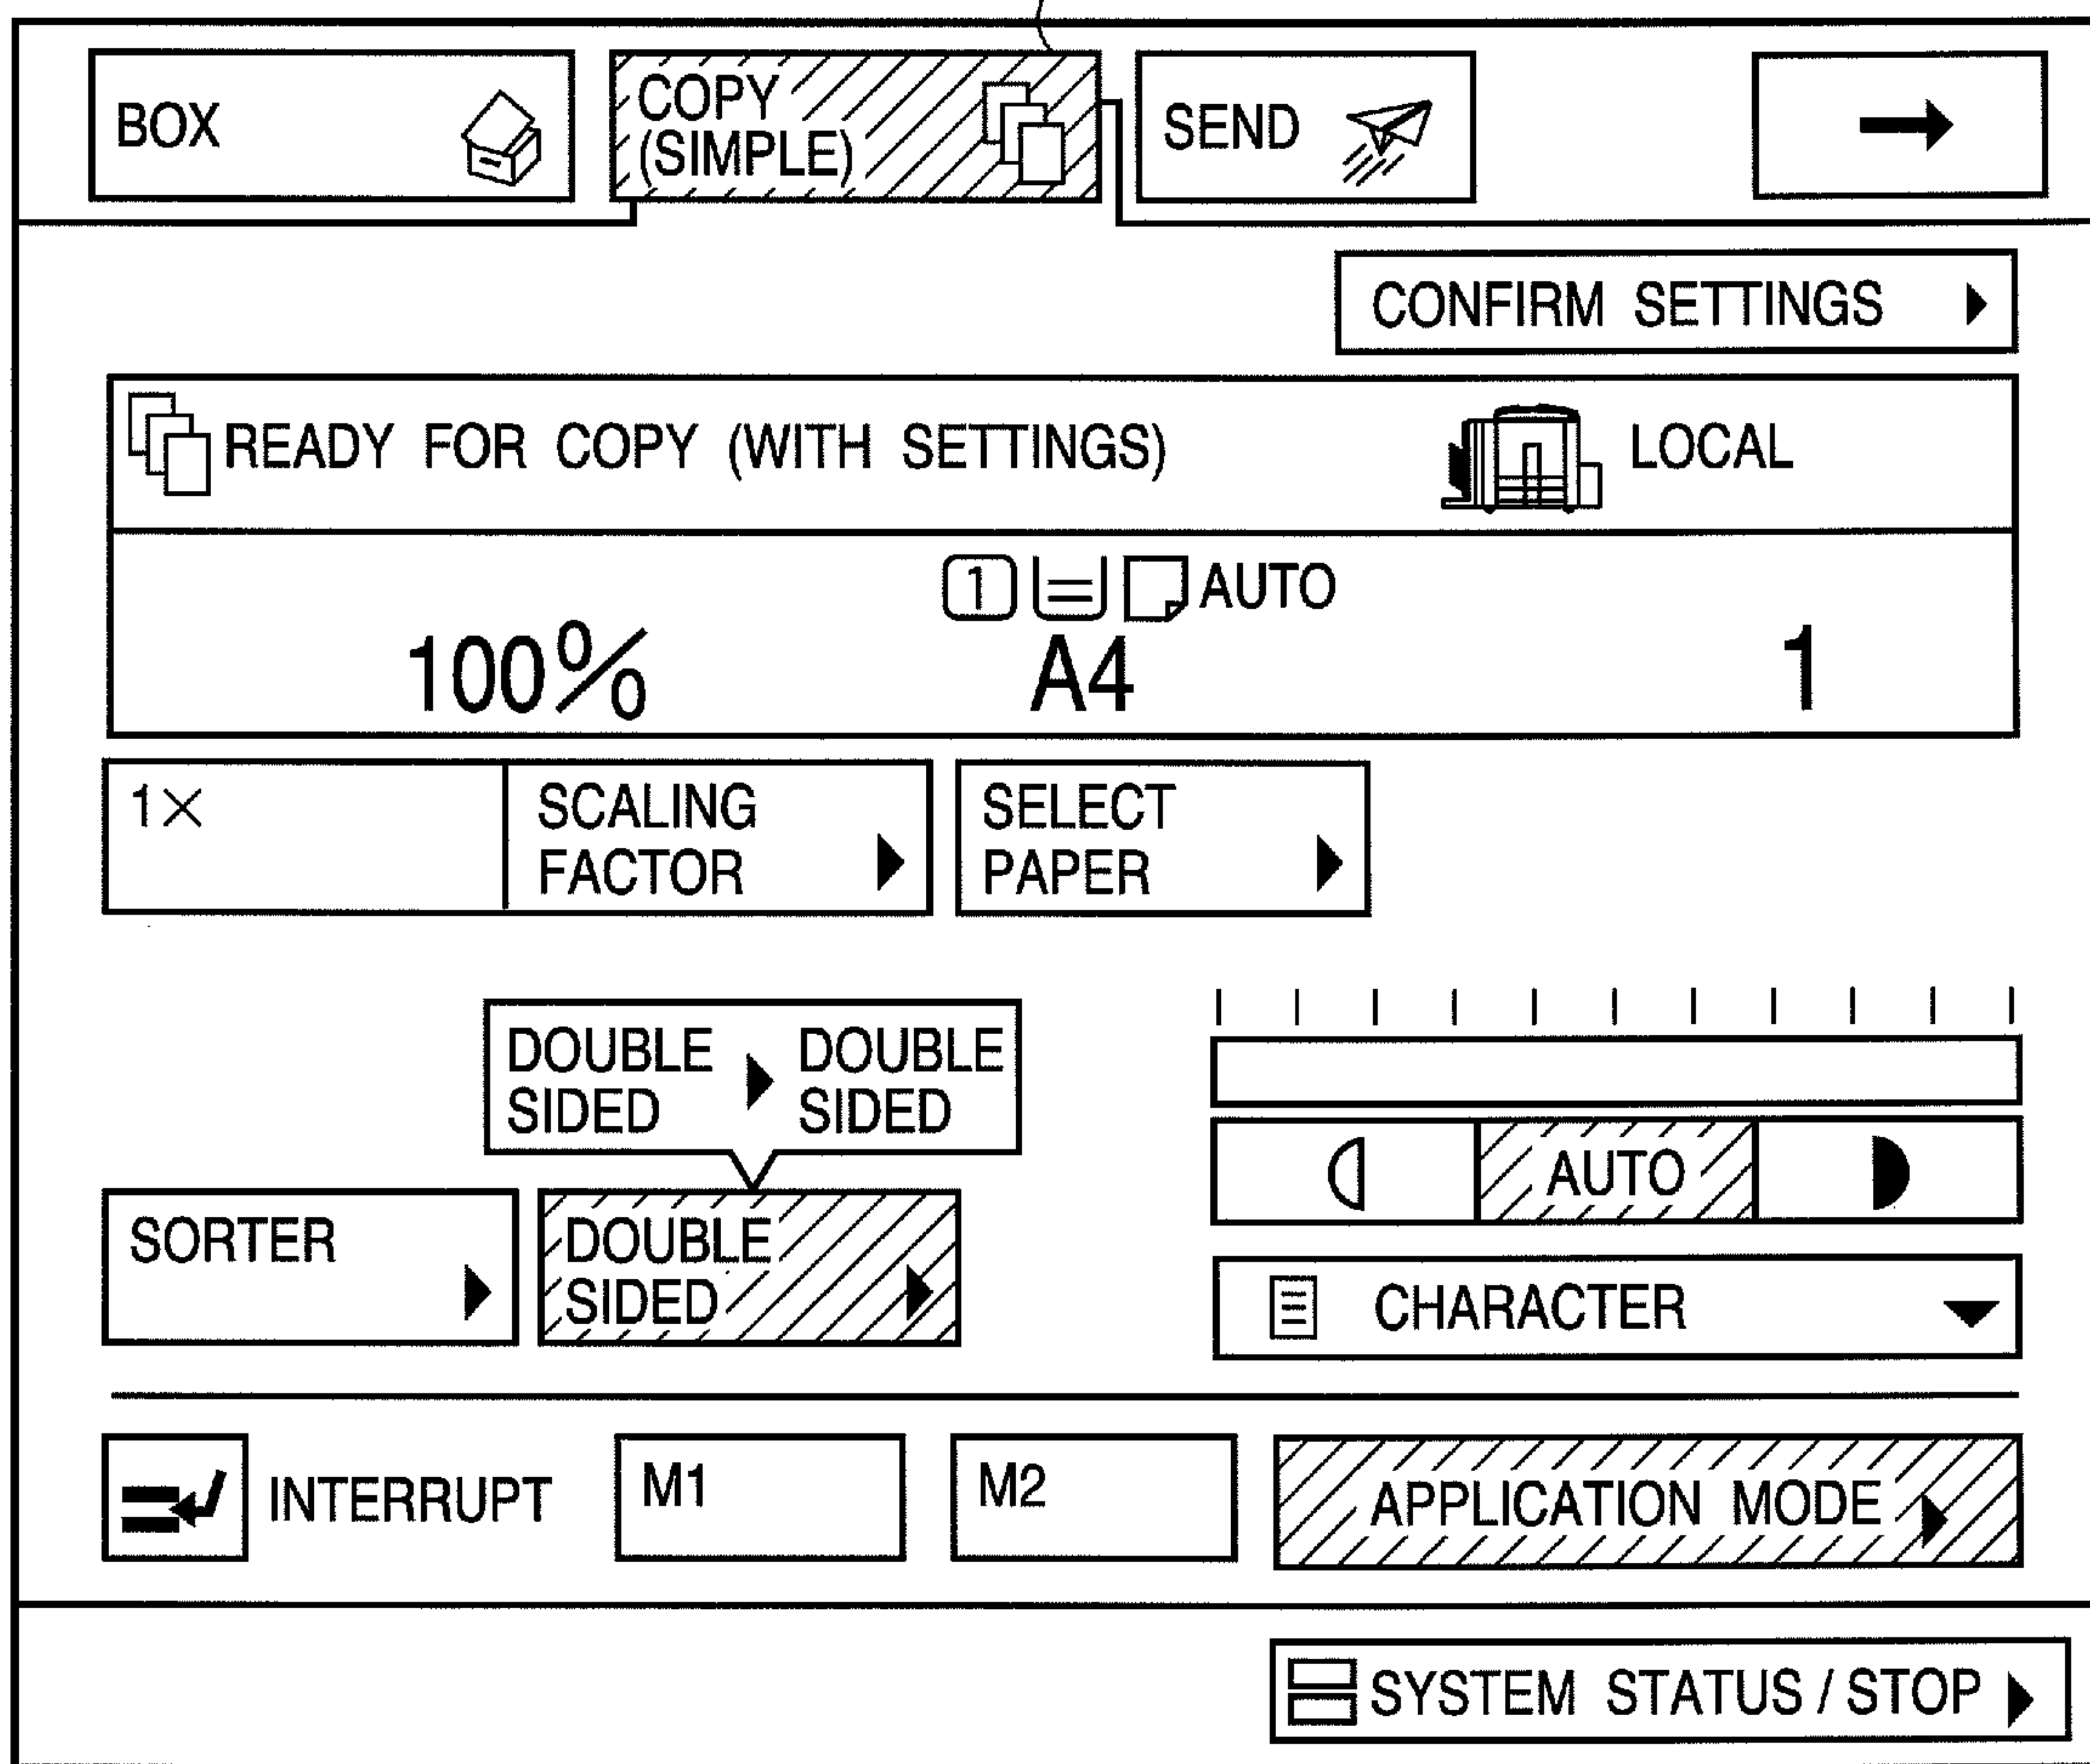 BOX
COPY
(SIMPLE)
SEND
CONFIRM SETTINGS
READY FOR COPY (WITH SETTINGS)
LOCAL
1 AUTO
100% A4 1
1×
SCALING
FACTOR
SELECT
PAPER
DOUBLE
SIDED
DOUBLE
SIDED
SORTER
DOUBLE
SIDED
AUTO
CHARACTER
INTERRUPT
M1
M2
APPLICATION MODE
SYSTEM STATUS / STOP